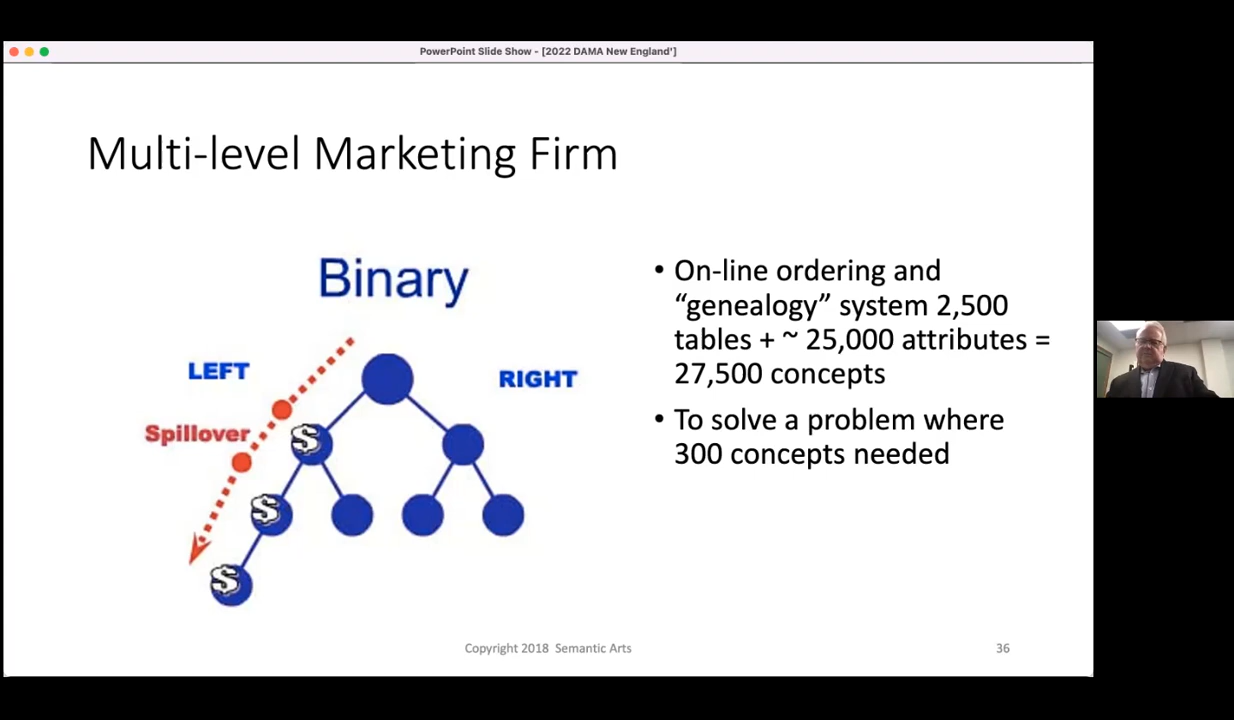 PowerPoint Slide Show - [2022 DAMA New England']
Multi-level Marketing Firm
Binary
LEFT
RIGHT
Spillover
$
$
$
• On-line ordering and
“genealogy” system 2,500
tables + ~ 25,000 attributes =
27,500 concepts
• To solve a problem where
300 concepts needed
Copyright 2018 Semantic Arts
36